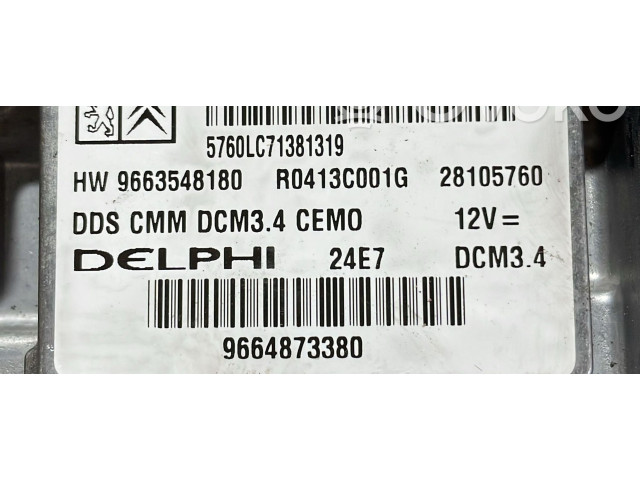 5760LC71381319
HW 9663548180 R0413C001G 28105760
DDS CMM DCM3.4 CEMO 12V=
DELPHI 24E7 DCM3.4
9664873380